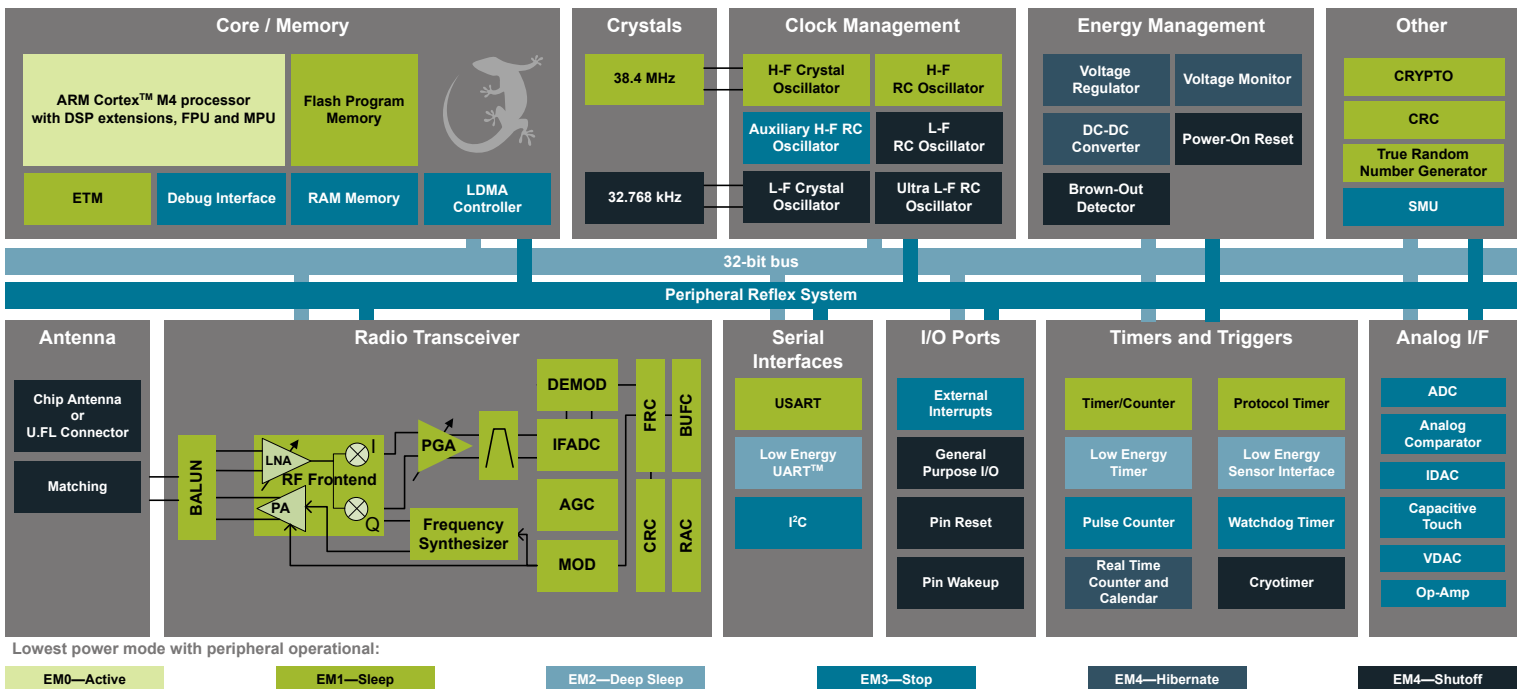 Core / Memory
ARM Cortex™ M4 processor
with DSP extensions, FPU and MPU
Flash Program
Memory
ETM
Debug Interface
RAM Memory
LDMA
Controller
Crystals
38.4 MHz
32.768 kHz
Clock Management
H-F Crystal
Oscillator
H-F
RC Oscillator
Auxiliary H-F RC
Oscillator
L-F
RC Oscillator
L-F Crystal
Oscillator
Ultra L-F RC
Oscillator
Energy Management
Voltage
Regulator
Voltage Monitor
DC-DC
Converter
Power-On Reset
Brown-Out
Detector
Other
CRYPTO
CRC
True Random
Number Generator
SMU
32-bit bus
Peripheral Reflex System
Antenna
Chip Antenna
or
U.FL Connector
Matching
Radio Transceiver
BALUN
LNA
RF Frontend
PA
I
Q
PGA
Frequency
Synthesizer
DEMOD
IFADC
AGC
MOD
FRC
BUFC
CRC
RAC
Serial
Interfaces
USART
Low Energy
UART™
I²C
I/O Ports
External
Interrupts
General
Purpose I/O
Pin Reset
Pin Wakeup
Timers and Triggers
Timer/Counter
Protocol Timer
Low Energy
Timer
Low Energy
Sensor Interface
Pulse Counter
Watchdog Timer
Real Time
Counter and
Calendar
Cryotimer
Analog I/F
ADC
Analog
Comparator
IDAC
Capacitive
Touch
VDAC
Op-Amp
Lowest power mode with peripheral operational:
EM0—Active
EM1—Sleep
EM2—Deep Sleep
EM3—Stop
EM4—Hibernate
EM4—Shutoff